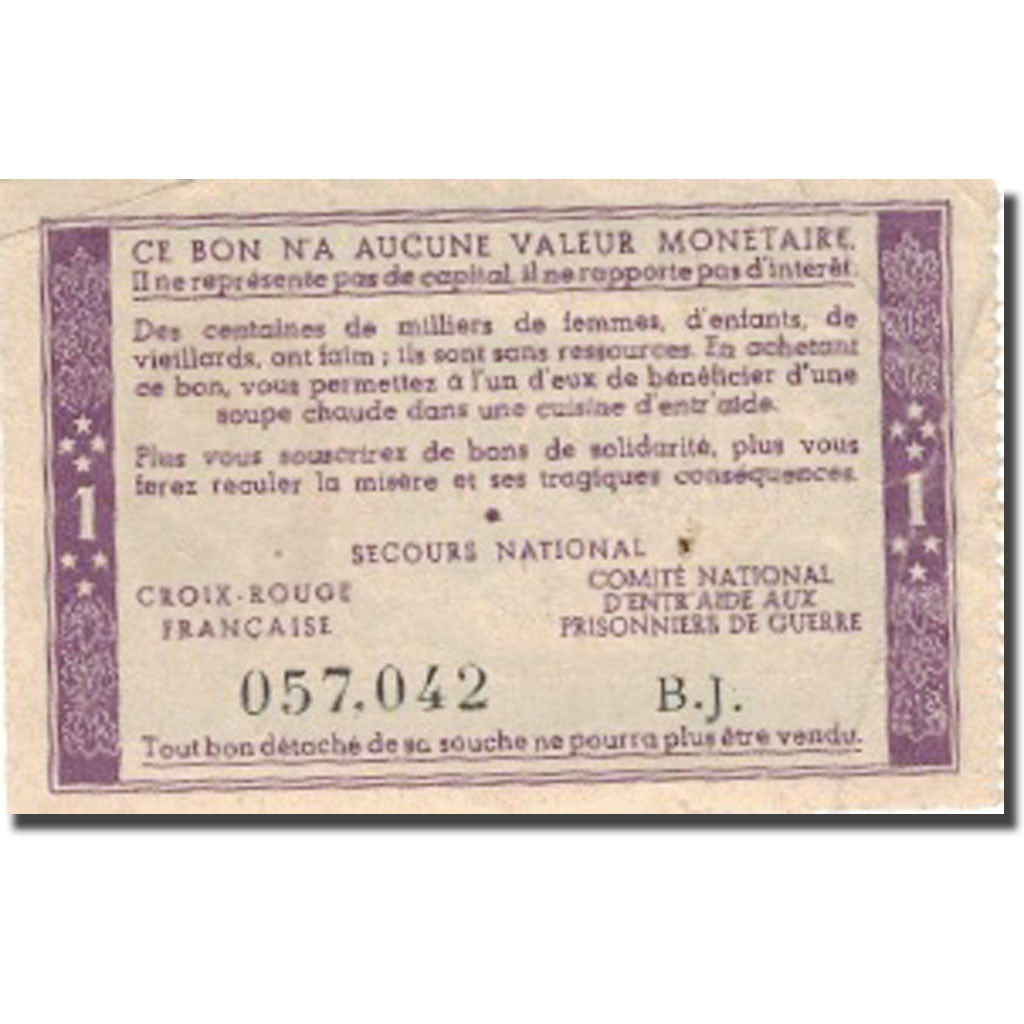 CE BON N'A AUCUNE VALEUR MONETAIRE.
Il ne représente pas de capital, il ne rapporte pas d'intérêt.
Des centaines de milliers de femmes, d'enfants, de
vieillards, ont faim ; ils sont sans ressources. En achetant
ce bon, vous permettez à l'un d'eux de bénéficier d'une
soupe chaude dans une cuisine d'entr'aide.
Plus vous souscrirez de bons de solidarité, plus vous
ferez reculer la misère et ses tragiques conséquences.
1 1
SECOURS NATIONAL
CROIX-ROUGE
FRANÇAISE
COMITÉ NATIONAL
D'ENTR'AIDE AUX
PRISONNIERS DE GUERRE
057.042 B.J.
Tout bon détaché de sa souche ne pourra plus être vendu.